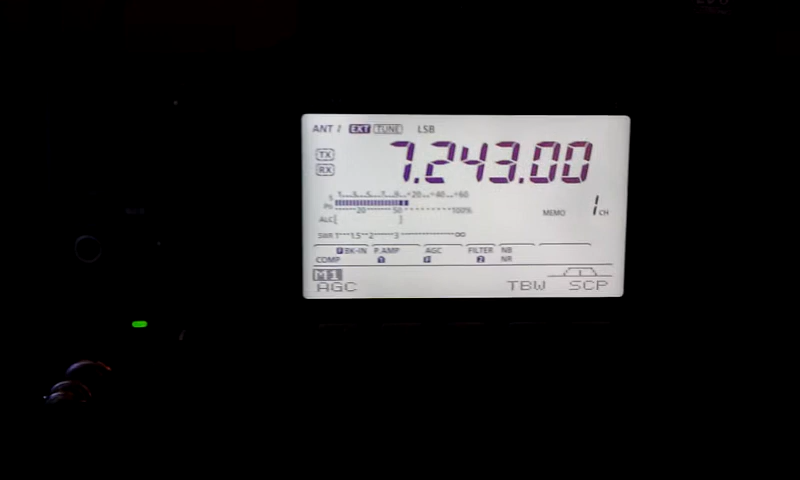 ANT 1 EXT TUNE LSB
TX 7.243.00
RX
S 1 3 5 7 9 +20 +40 +60
Po 20 50 100%
MEMO 1 CH
ALC
SWR 1 1.5 2 3 ∞
F BK-IN P.AMP AGC FILTER NB
COMP 1 F 2 NR
M1
AGC TBW SCP